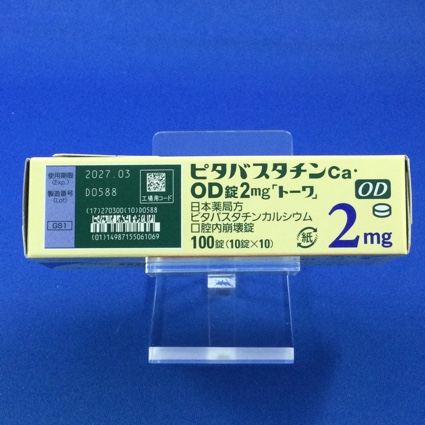 使用期限
(Exp.)
2027.03
製造番号
(Lot)
D0588
工場用コード
GS1
(17)270300(10)D0588
(01)14987155061069
ピタバスタチンCa・
OD錠2mg「トーワ」
日本薬局方
ピタバスタチンカルシウム
口腔内崩壊錠
100錠(10錠×10)
紙
OD
2mg